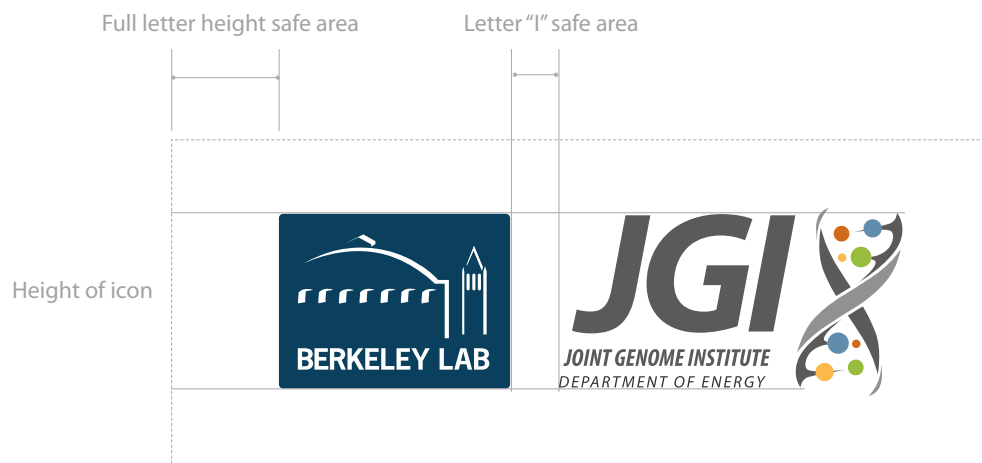 Full letter height safe area
Letter “I” safe area
Height of icon
BERKELEY LAB
JGI
JOINT GENOME INSTITUTE
DEPARTMENT OF ENERGY